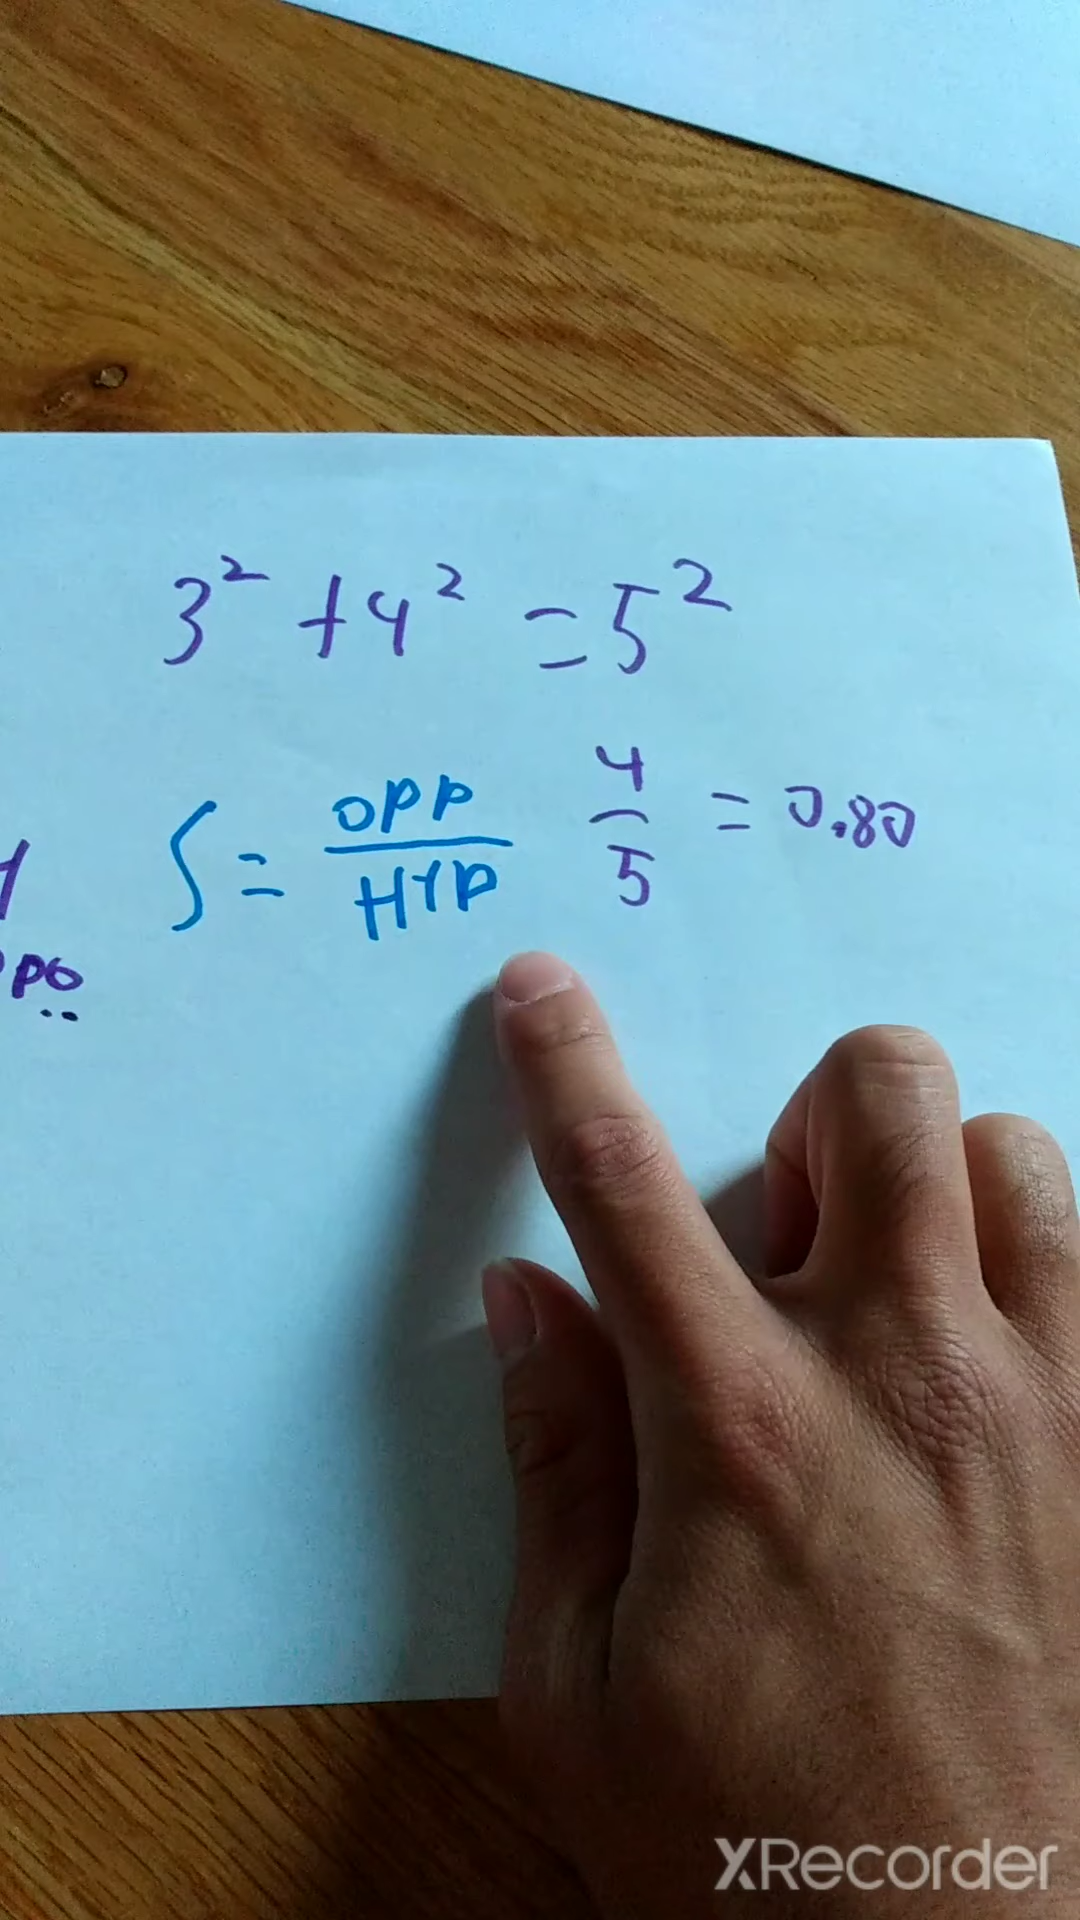 3² + 4² = 5²
S = OPP/HYP 4/5 = 0.80
XRecorder